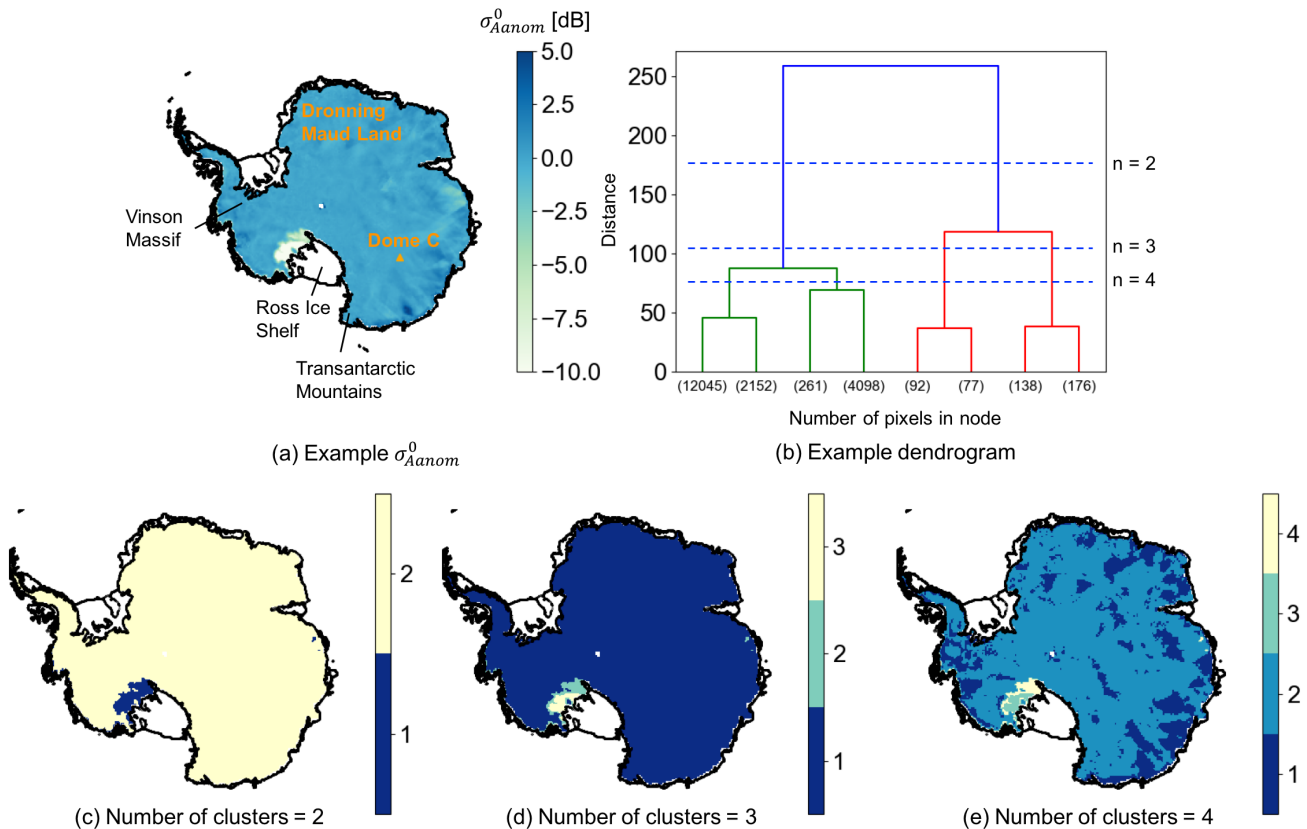 σ⁰Aanom [dB]
5.0
2.5
0.0
−2.5
−5.0
−7.5
−10.0
Dronning
Maud Land
Vinson
Massif
Dome C
Ross Ice
Shelf
Transantarctic
Mountains
(a) Example σ⁰Aanom
Distance
250
200
150
100
50
0
n = 2
n = 3
n = 4
(12045) (2152) (261) (4098) (92) (77) (138) (176)
Number of pixels in node
(b) Example dendrogram
2
1
(c) Number of clusters = 2
3
2
1
(d) Number of clusters = 3
4
3
2
1
(e) Number of clusters = 4